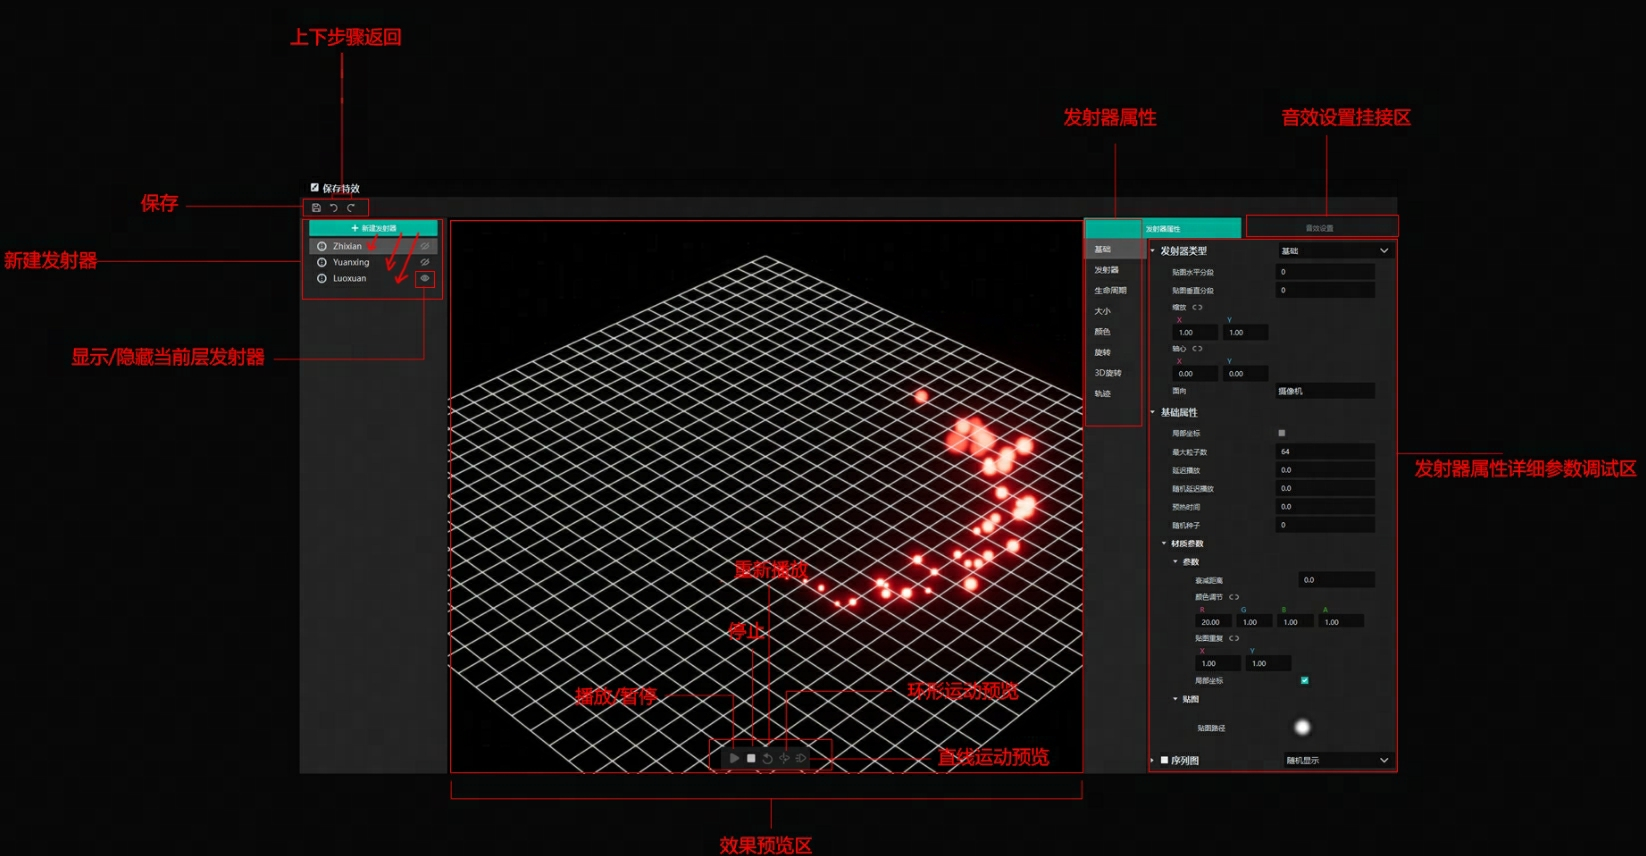 上下步骤返回
发射器属性
音效设置挂接区
保存特效
保存
+ 新建发射器
发射器属性
音效设置
新建发射器
Zhixian
Yuanxing
Luoxuan
显示/隐藏当前层发射器
基础
发射器
生命周期
大小
颜色
旋转
3D旋转
轨迹
发射器类型 基础
贴图水平分段 0
贴图垂直分段 0
缩放
X Y
1.00 1.00
轴心
X Y
0.00 0.00
面向 摄像机
基础属性
局部坐标
最大粒子数 64
延迟播放 0.0
随机延迟播放 0.0
预热时间 0.0
随机种子 0
材质参数
参数
衰减距离 0.0
颜色调节
R G B A
20.00 1.00 1.00 1.00
贴图重复
X Y
1.00 1.00
局部坐标
贴图
贴图路径
序列图 随机显示
发射器属性详细参数调试区
重新播放
停止
播放/暂停
环形运动预览
直线运动预览
效果预览区